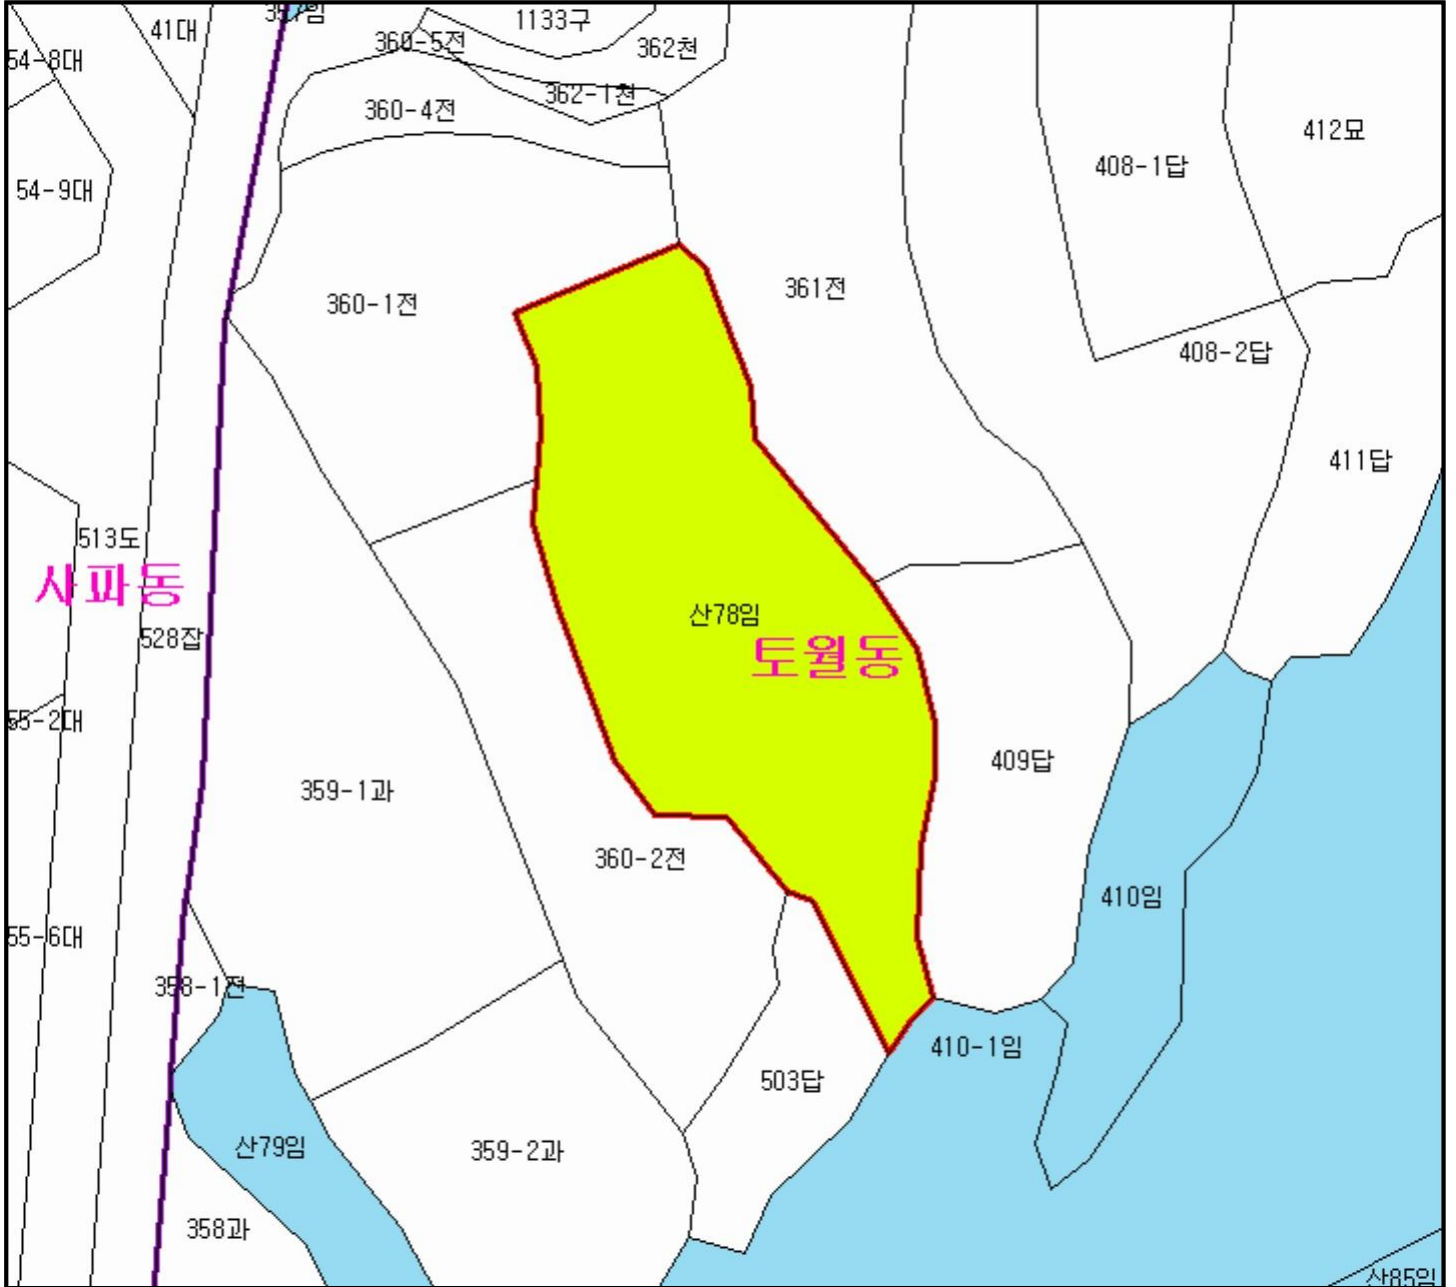 357임
1133구
41대
360-5전
362천
54-8대
362-1천
360-4전
412묘
408-1답
54-9대
361전
360-1전
408-2답
411답
513도
사파동
산78임
528잡
토월동
55-2대
409답
359-1과
360-2전
410임
55-6대
358-1전
410-1임
503답
산79임
359-2과
358과
산85임